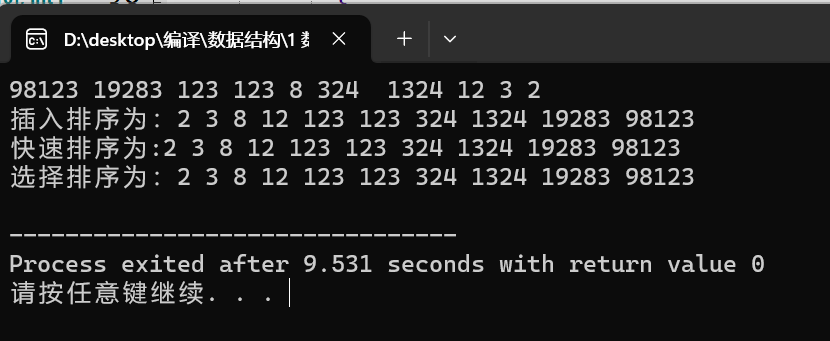 D:\desktop\编译\数据结构\1 数
98123 19283 123 123 8 324  1324 12 3 2
插入排序为: 2 3 8 12 123 123 324 1324 19283 98123
快速排序为:2 3 8 12 123 123 324 1324 19283 98123
选择排序为: 2 3 8 12 123 123 324 1324 19283 98123
--------------------------------
Process exited after 9.531 seconds with return value 0
请按任意键继续. . .